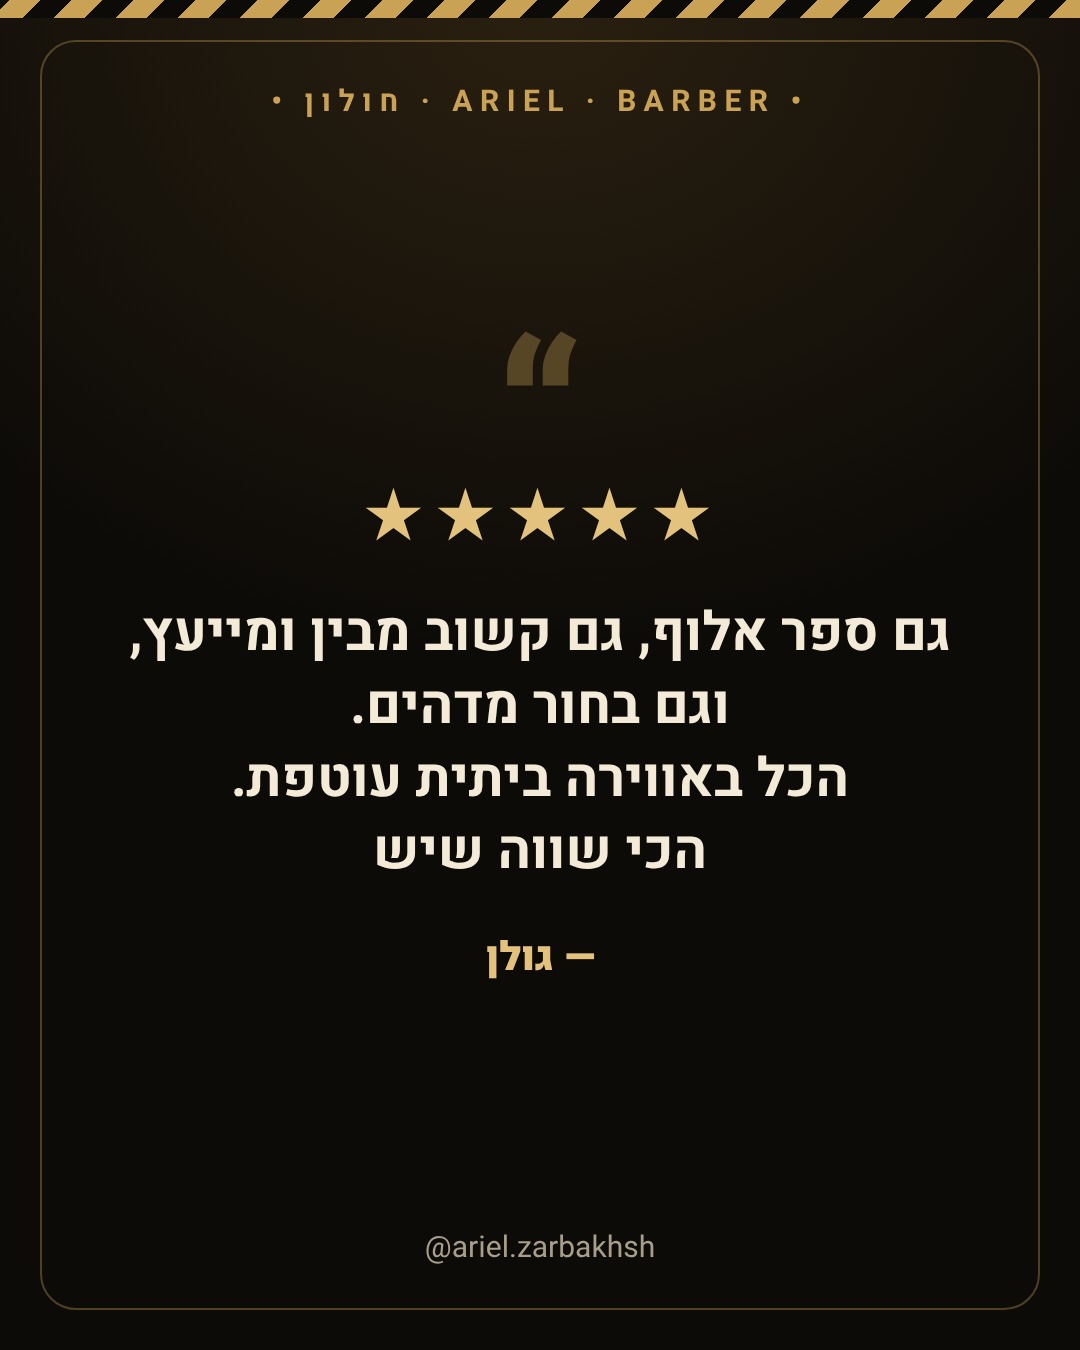 • ARIEL · BARBER · חולון •
“
★★★★★
גם ספר אלוף, גם קשוב מבין ומייעץ,
וגם בחור מדהים.
הכל באווירה ביתית עוטפת.
הכי שווה שיש
— גולן
@ariel.zarbakhsh